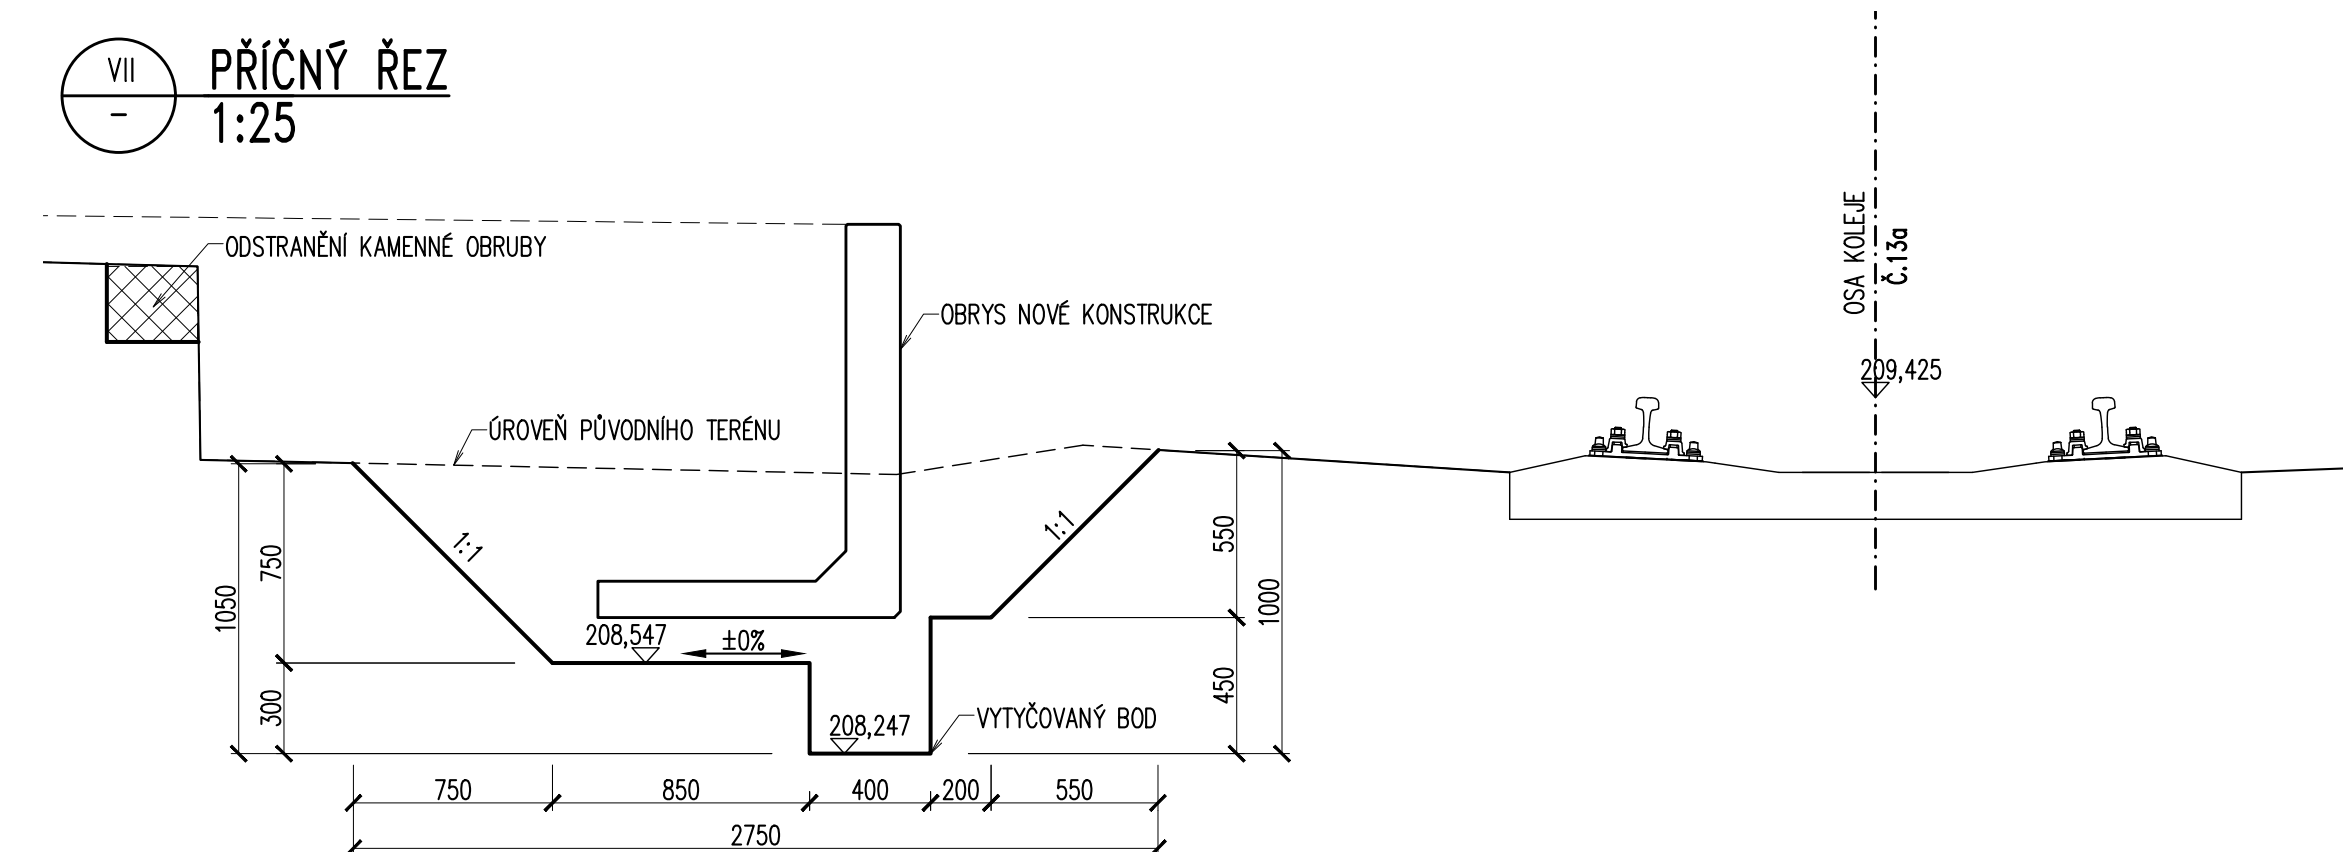 VII
–
PŘÍČNÝ ŘEZ
1:25
ODSTRANĚNÍ KAMENNÉ OBRUBY
OBRYS NOVÉ KONSTRUKCE
OSA KOLEJE
Č.13a
209,425
ÚROVEŇ PŮVODNÍHO TERÉNU
1:1
1:1
1050
750
300
550
1000
450
208,547
±0%
208,247
VYTYČOVANÝ BOD
750
850
400
200
550
2750